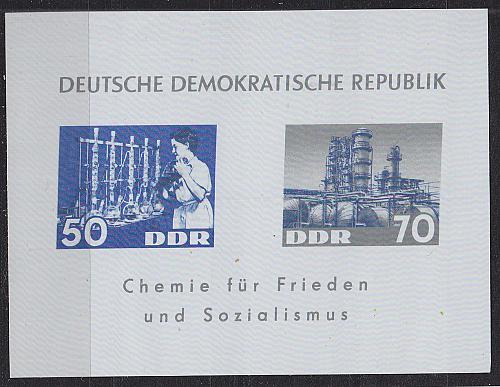 DEUTSCHE DEMOKRATISCHE REPUBLIK
50 DDR
DDR 70
Chemie für Frieden
und Sozialismus